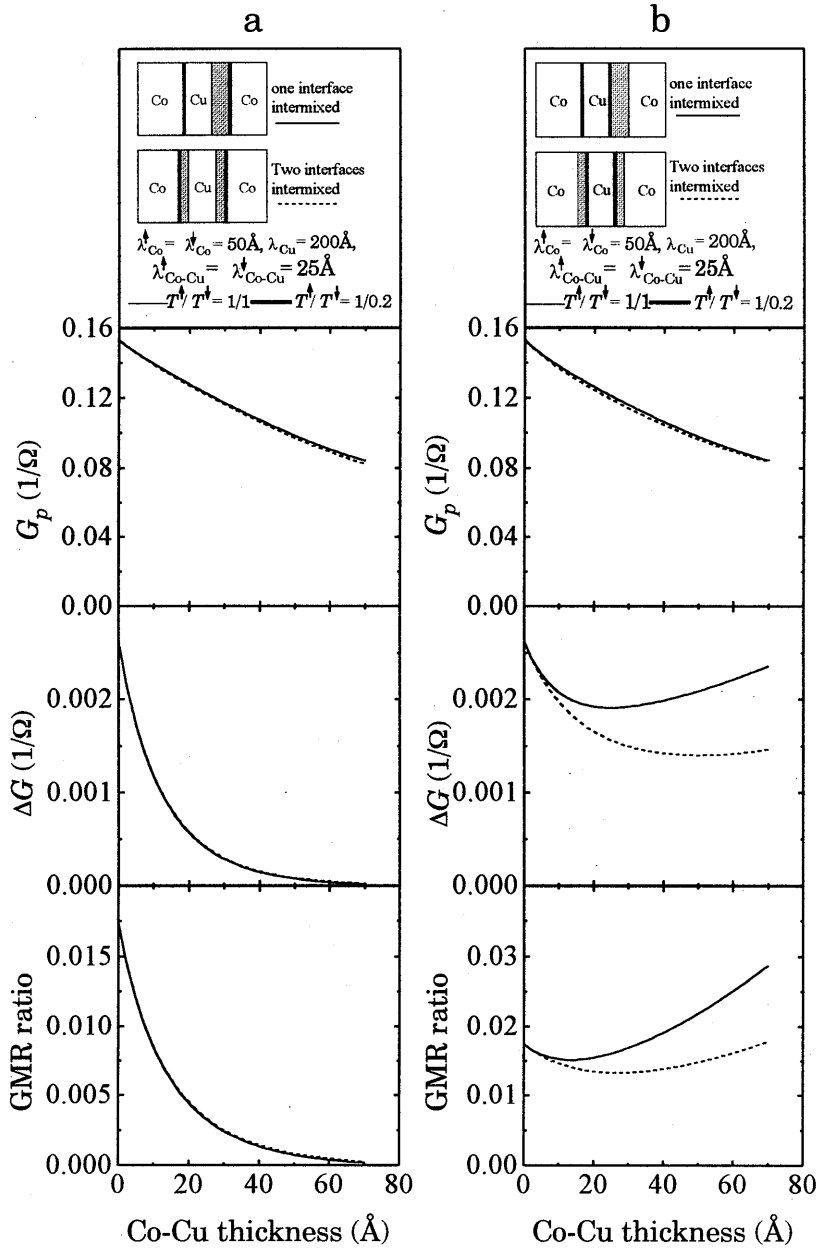 a
Co Cu Co
one interface
intermixed
Co Cu Co
Two interfaces
intermixed
λ↑Co = λ↓Co = 50Å, λCu = 200Å,
λ↑Co-Cu = λ↓Co-Cu = 25Å
T↑/ T↓ = 1/1 T↑/ T↓ = 1/0.2
0.16
0.12
0.08
0.04
0.00
Gp (1/Ω)
0.002
0.001
0.000
ΔG (1/Ω)
0.015
0.010
0.005
0.000
GMR ratio
0 20 40 60 80
Co-Cu thickness (Å)
b
Co Cu Co
one interface
intermixed
Co Cu Co
Two interfaces
intermixed
λ↑Co = λ↓Co = 50Å, λCu = 200Å,
λ↑Co-Cu = λ↓Co-Cu = 25Å
T↑/ T↓ = 1/1 T↑/ T↓ = 1/0.2
0.16
0.12
0.08
0.04
0.00
Gp (1/Ω)
0.002
0.001
0.000
ΔG (1/Ω)
0.03
0.02
0.01
0.00
GMR ratio
0 20 40 60 80
Co-Cu thickness (Å)